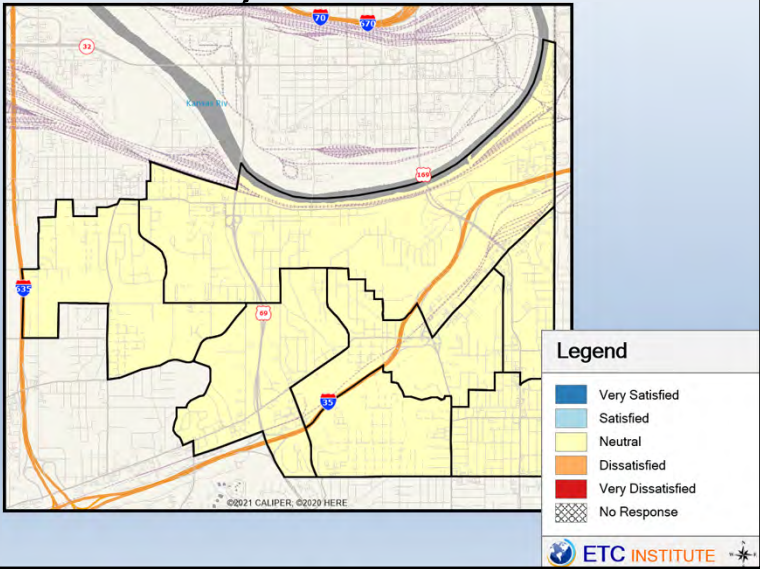 70
670
32
Kansas Riv
169
635
69
35
©2021 CALIPER; ©2020 HERE
Legend
Very Satisfied
Satisfied
Neutral
Dissatisfied
Very Dissatisfied
No Response
ETC INSTITUTE